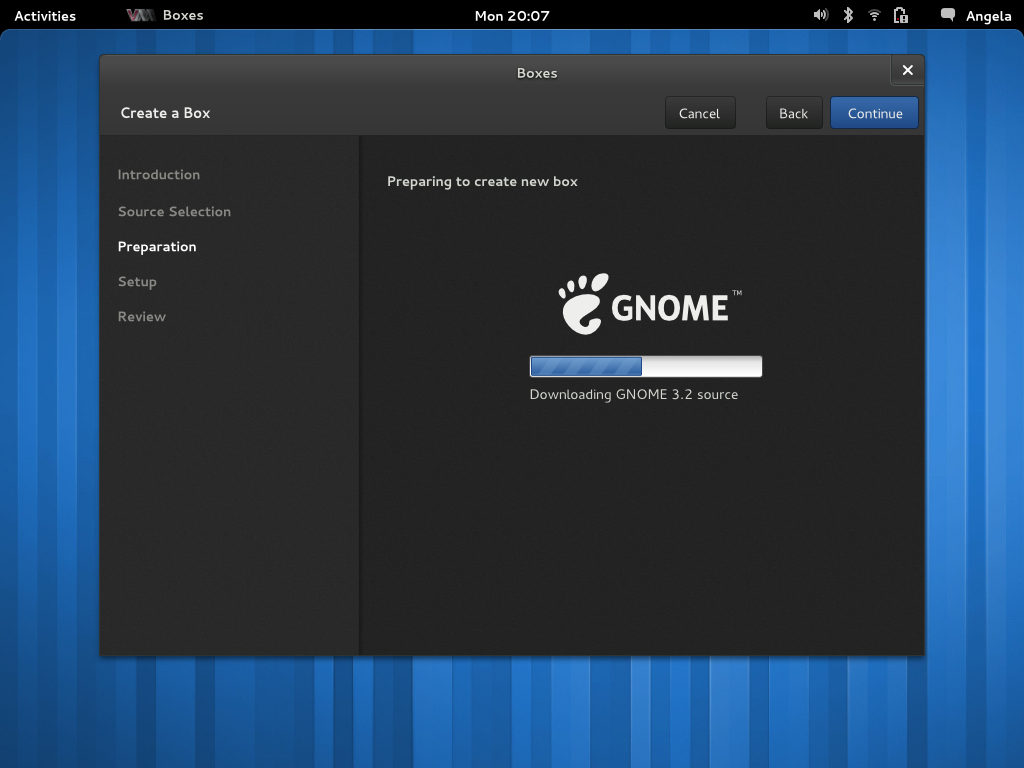 Activities
Boxes
Mon 20:07
Angela
Boxes
Create a Box
Cancel
Back
Continue
Introduction
Source Selection
Preparation
Setup
Review
Preparing to create new box
GNOME™
Downloading GNOME 3.2 source